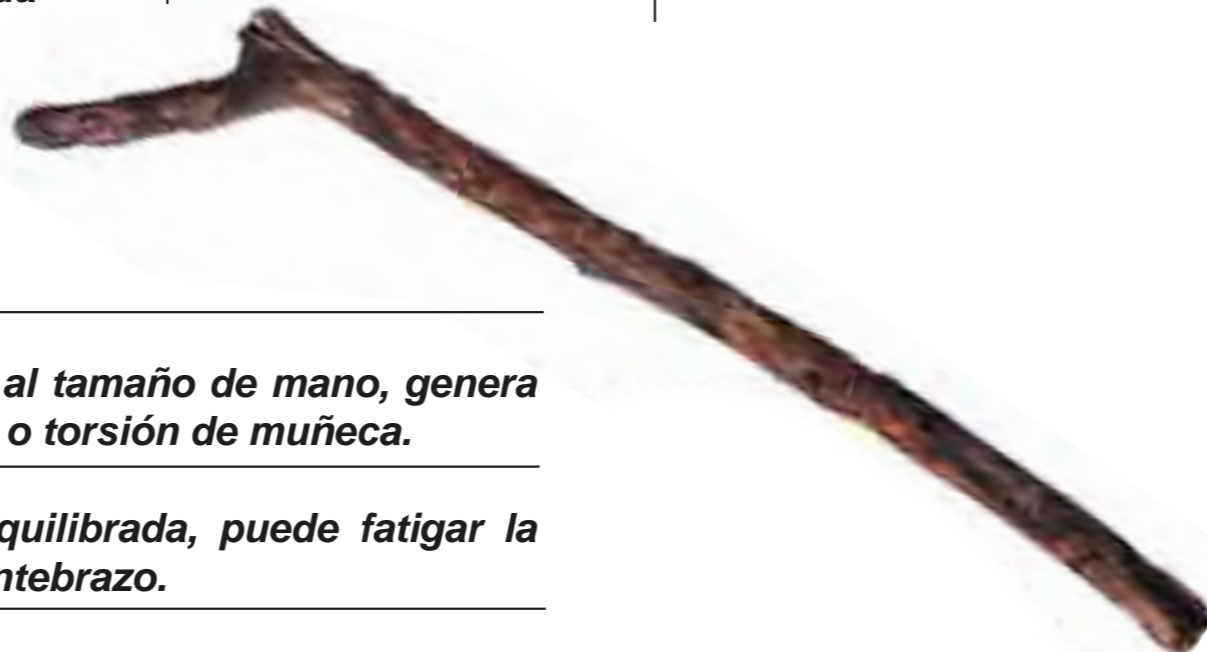 al tamaño de mano, genera
o torsión de muñeca.
quilibrada, puede fatigar la
ntebrazo.